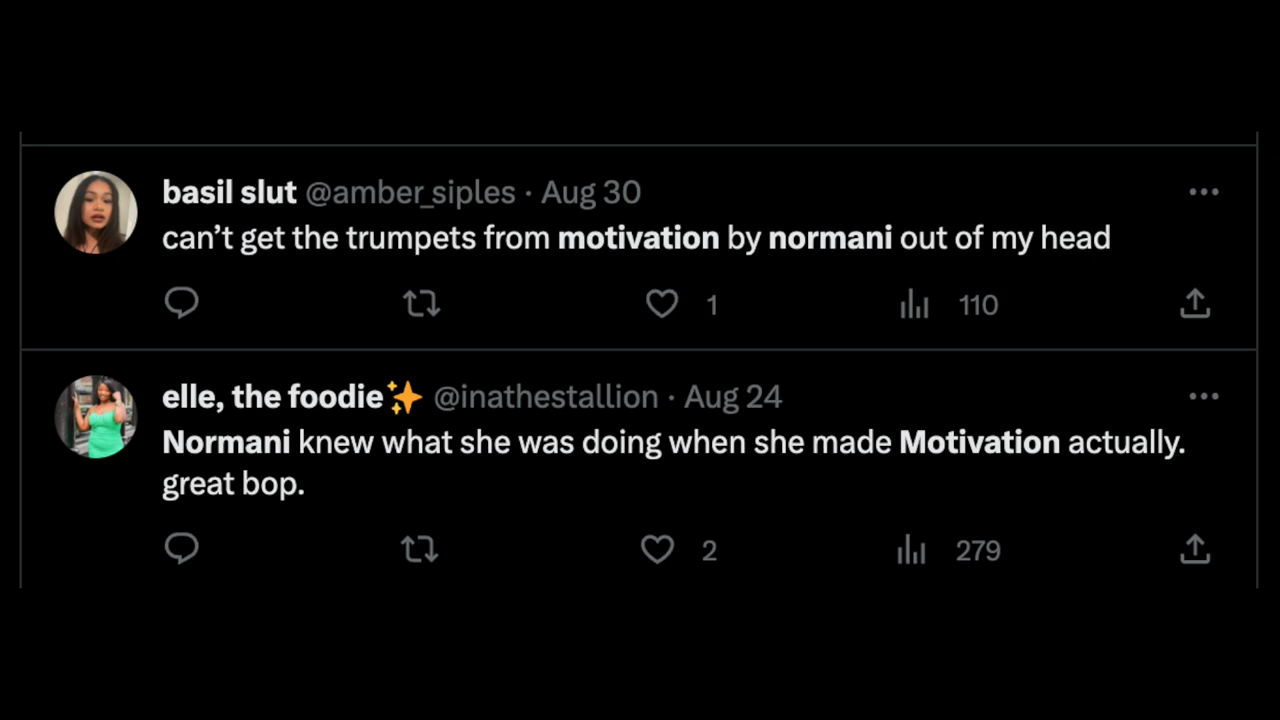 basil slut @amber_siples · Aug 30
can’t get the trumpets from motivation by normani out of my head
1 110
elle, the foodie✨ @inathestallion · Aug 24
Normani knew what she was doing when she made Motivation actually.
great bop.
2 279